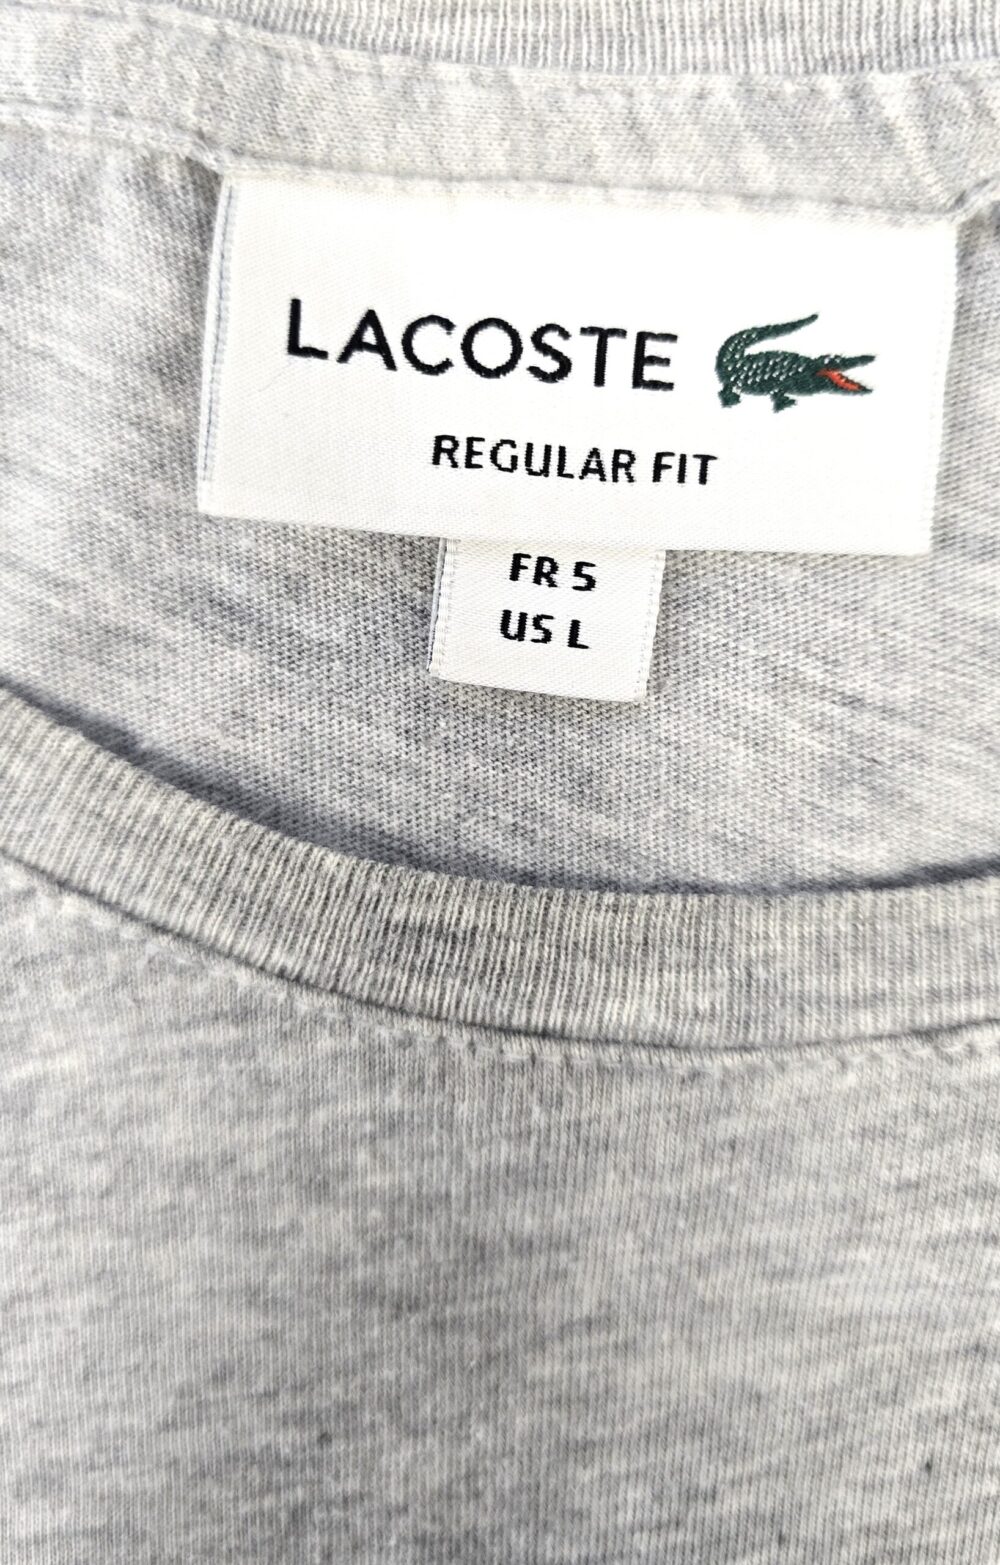 LACOSTE
REGULAR FIT
FR 5
US L